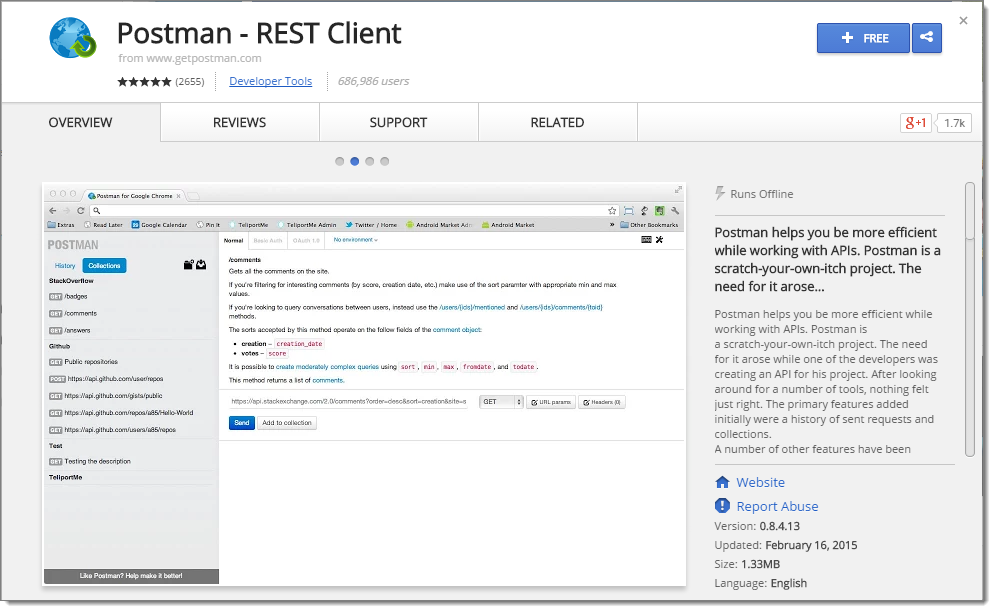 Postman - REST Client
from www.getpostman.com
(2655) Developer Tools 686,986 users
+ FREE
OVERVIEW REVIEWS SUPPORT RELATED
g+1 1.7k
Postman for Google Chrome
Extras Read Later Google Calendar Pin It TeliportMe TeliportMe Admin Twitter / Home Android Market Adm Android Market » Other Bookmarks
POSTMAN
History Collections
StackOverflow
GET /badges
GET /comments
GET /answers
Github
GET Public repositories
POST https://api.github.com/user/repos
GET https://api.github.com/gists/public
GET https://api.github.com/repos/a85/Hello-World
GET https://api.github.com/users/a85/repos
Test
GET Testing the description
TeliportMe
Like Postman? Help make it better!
Normal Basic Auth OAuth 1.0 No environment
/comments
Gets all the comments on the site.
If you're filtering for interesting comments (by score, creation date, etc.) make use of the sort paramter with appropriate min and max
values.
If you're looking to query conversations between users, instead use the /users/{ids}/mentioned and /users/{ids}/comments/{toid}
methods.
The sorts accepted by this method operate on the follow fields of the comment object:
• creation – creation_date
• votes – score
It is possible to create moderately complex queries using sort, min, max, fromdate, and todate.
This method returns a list of comments.
https://api.stackexchange.com/2.0/comments?order=desc&sort=creation&site=s GET URL params Headers (0)
Send Add to collection
Runs Offline
Postman helps you be more efficient
while working with APIs. Postman is a
scratch-your-own-itch project. The
need for it arose...
Postman helps you be more efficient while
working with APIs. Postman is
a scratch-your-own-itch project. The need
for it arose while one of the developers was
creating an API for his project. After looking
around for a number of tools, nothing felt
just right. The primary features added
initially were a history of sent requests and
collections.
A number of other features have been
Website
Report Abuse
Version: 0.8.4.13
Updated: February 16, 2015
Size: 1.33MB
Language: English